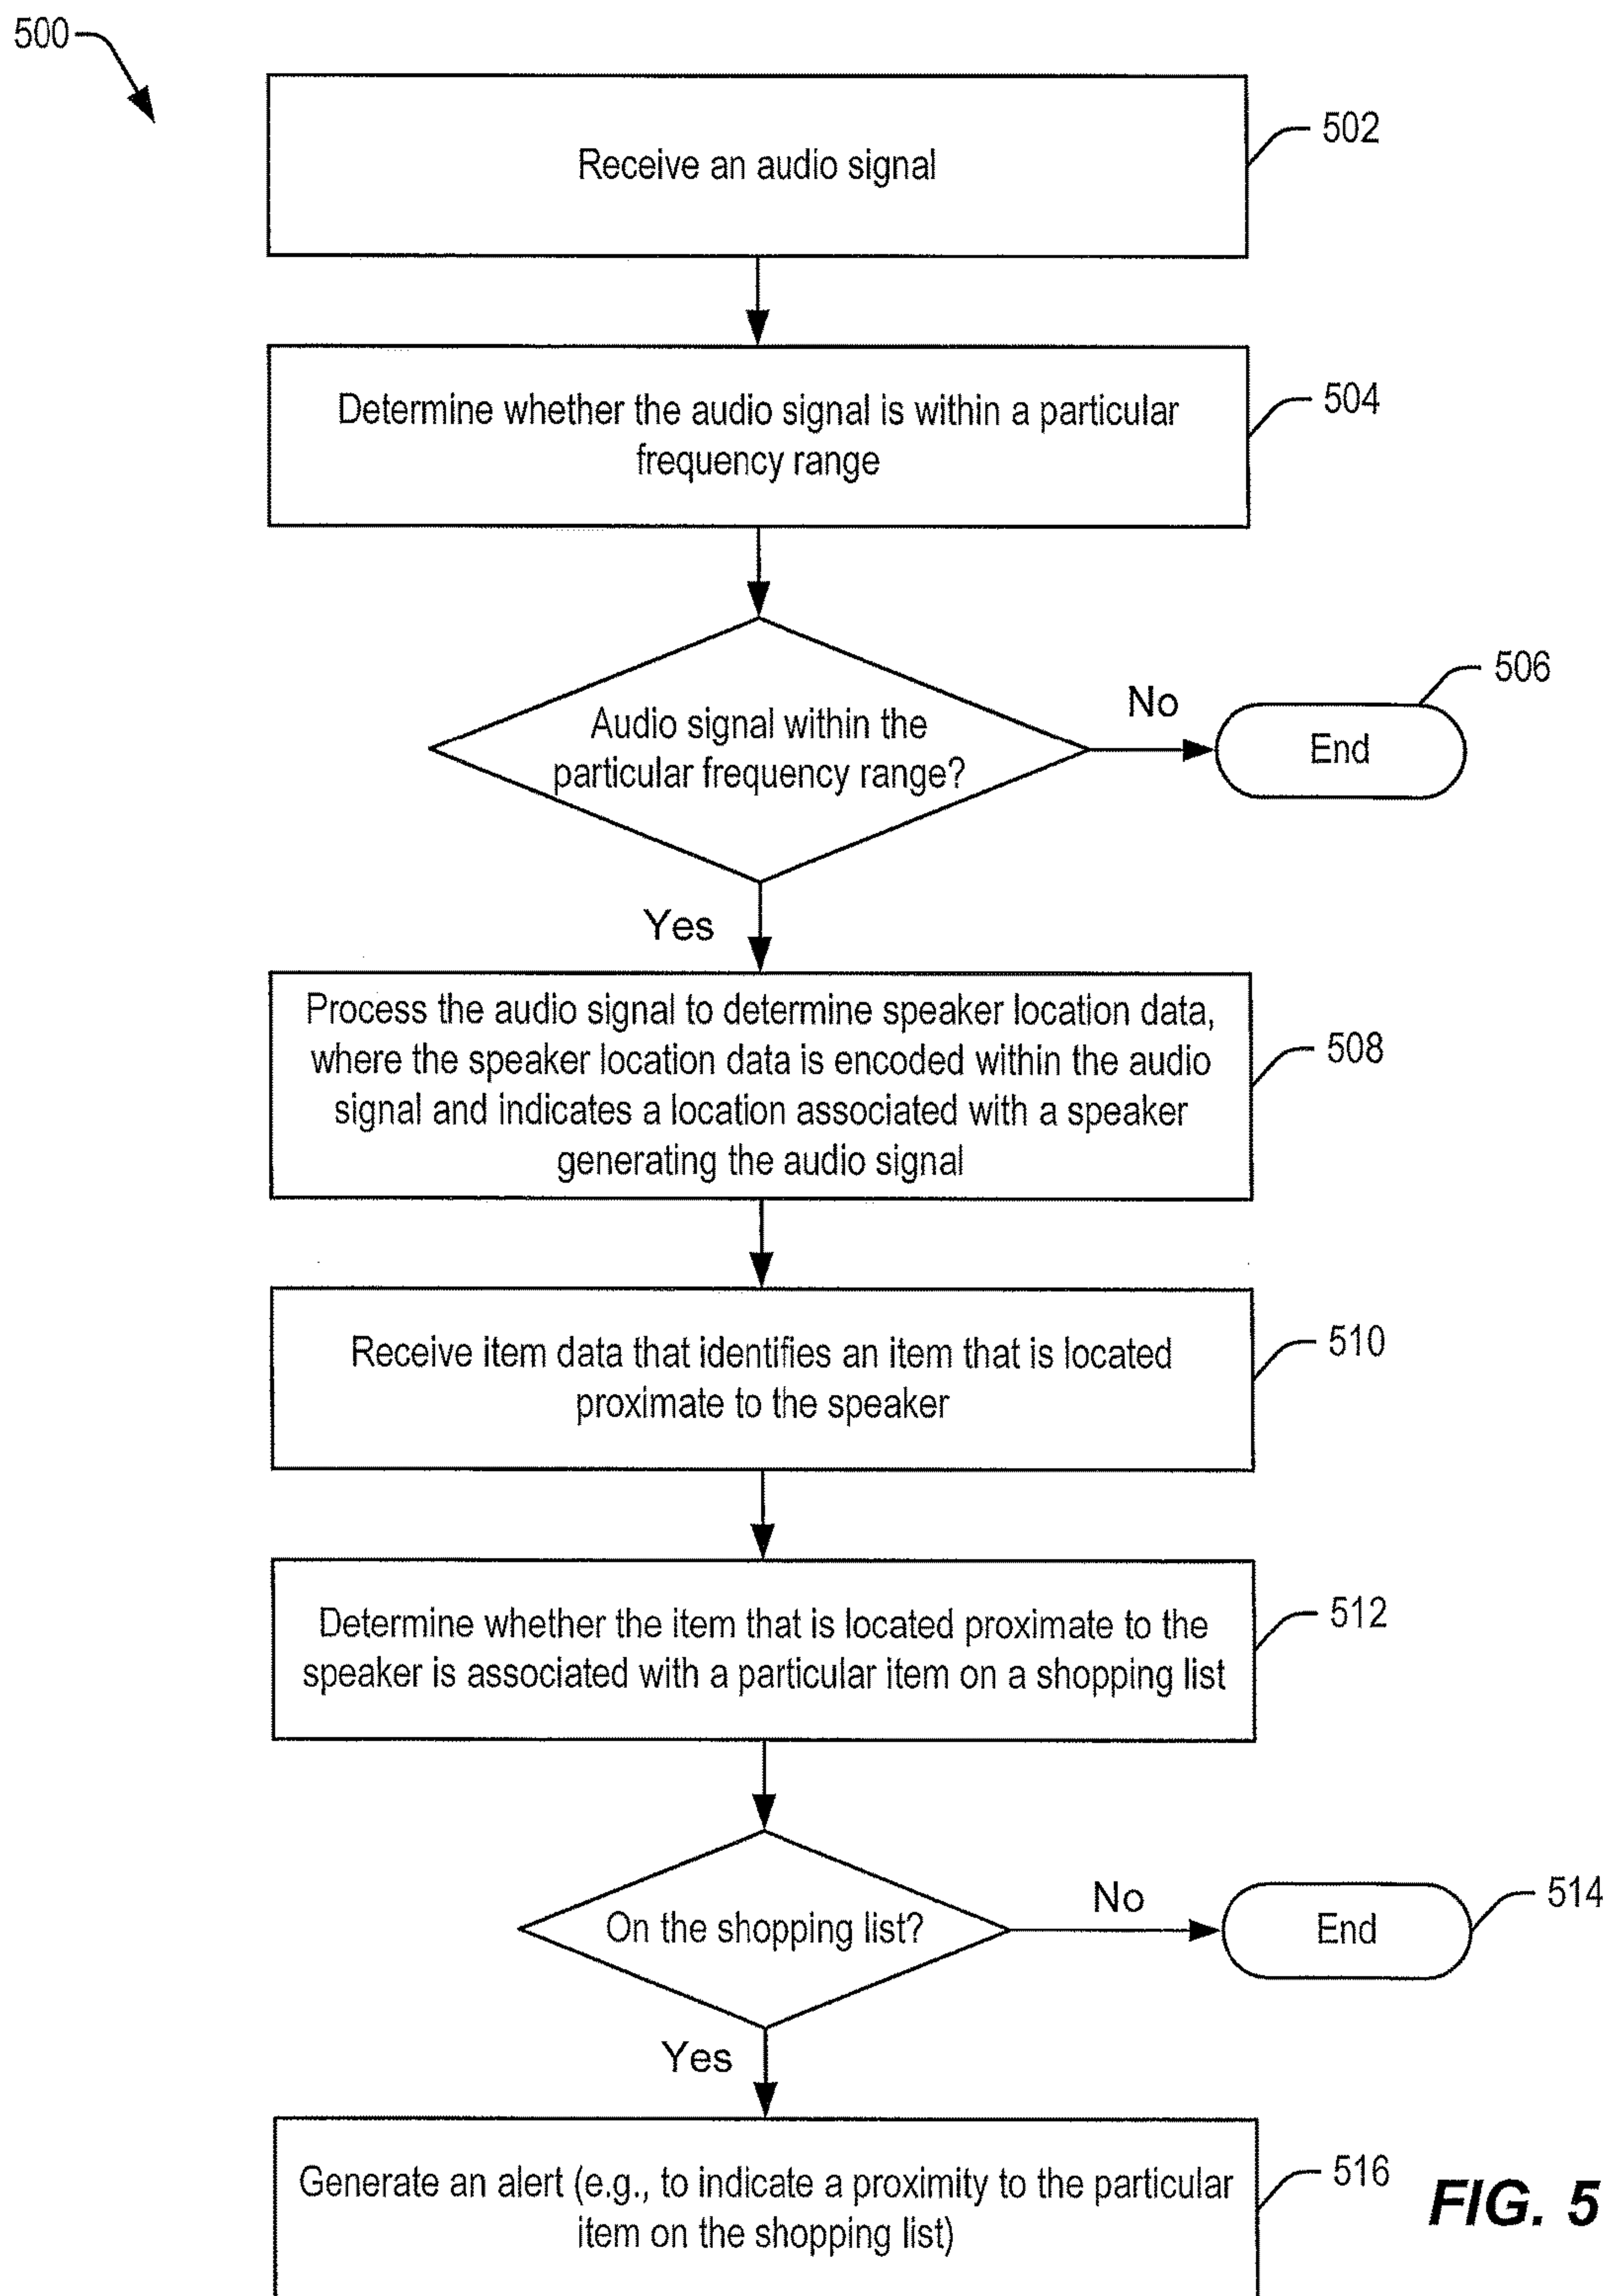 500
Receive an audio signal
502
Determine whether the audio signal is within a particular
frequency range
504
Audio signal within the
particular frequency range?
No
End
506
Yes
Process the audio signal to determine speaker location data,
where the speaker location data is encoded within the audio
signal and indicates a location associated with a speaker
generating the audio signal
508
Receive item data that identifies an item that is located
proximate to the speaker
510
Determine whether the item that is located proximate to the
speaker is associated with a particular item on a shopping list
512
On the shopping list?
No
End
514
Yes
Generate an alert (e.g., to indicate a proximity to the particular
item on the shopping list)
516
FIG. 5